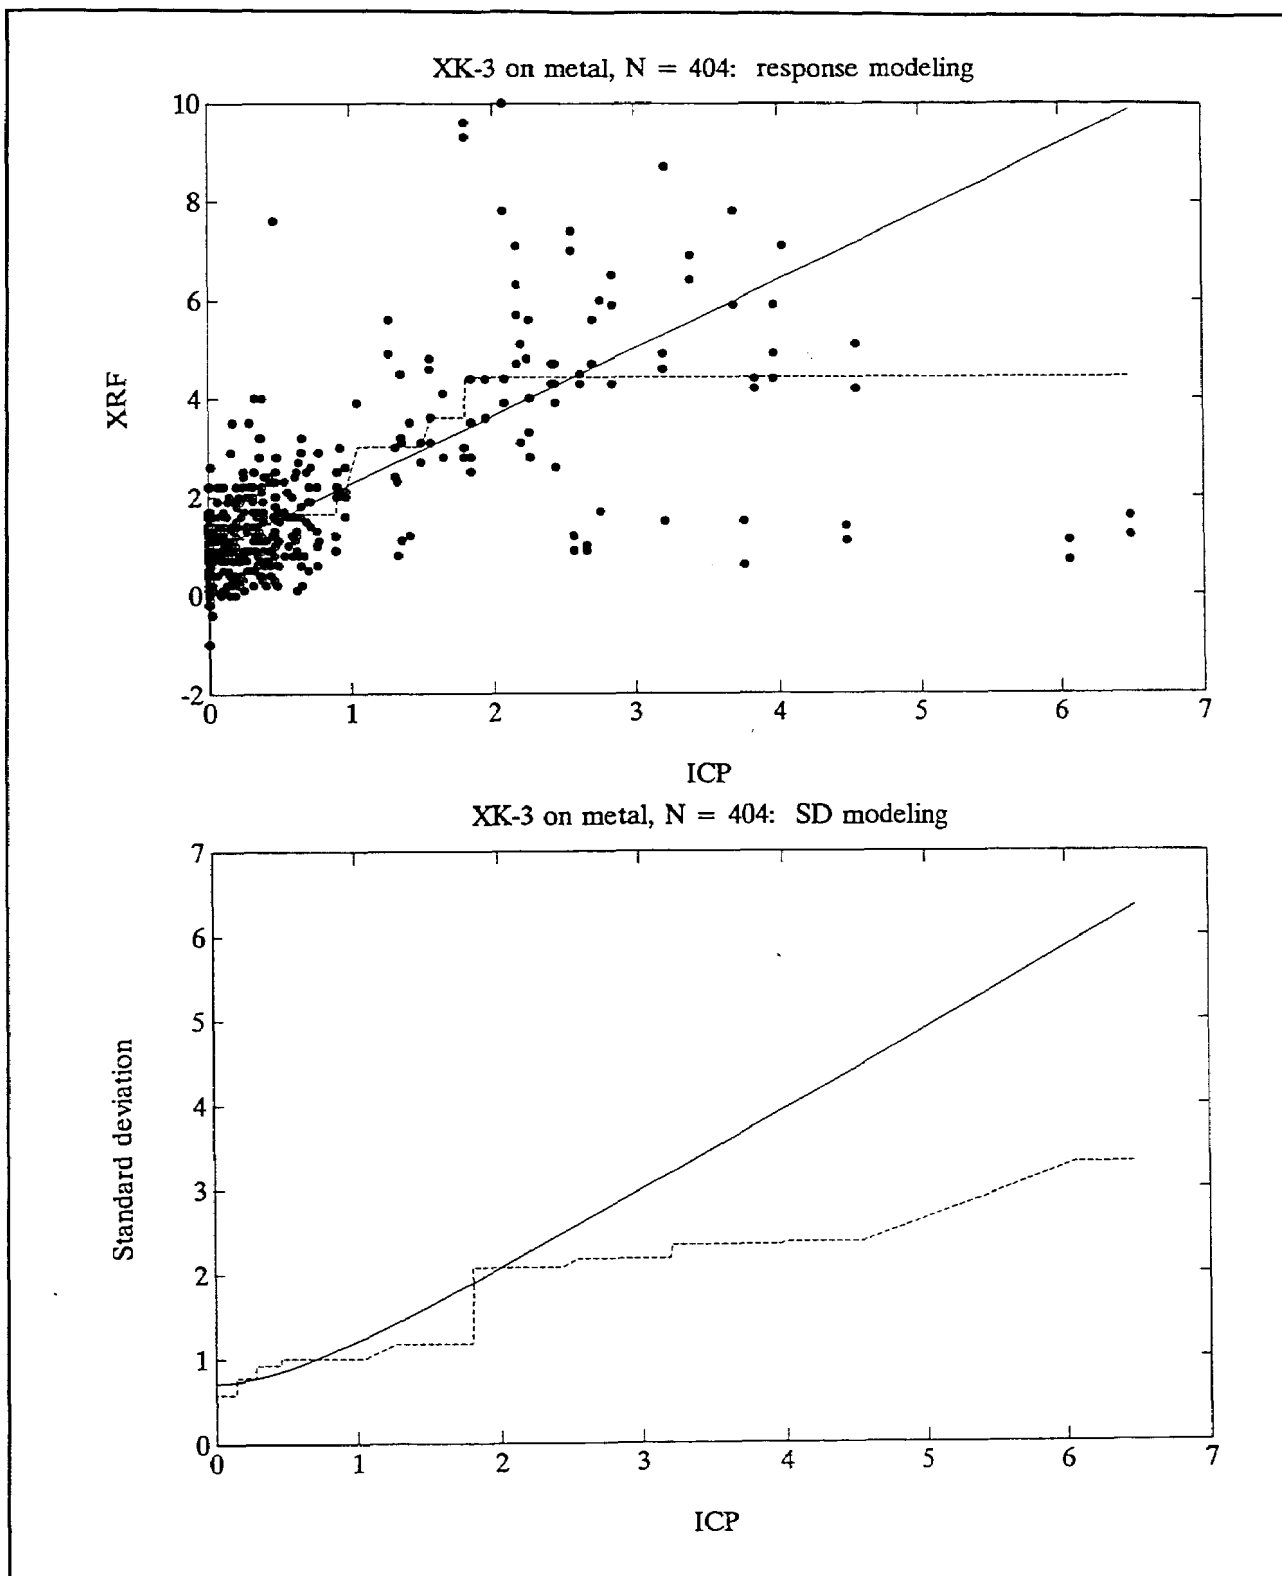 XK-3 on metal, N = 404: response modeling
10
8
6
4
2
0
-2
XRF
0 1 2 3 4 5 6 7
ICP
XK-3 on metal, N = 404: SD modeling
7
6
5
4
3
2
1
0
Standard deviation
0 1 2 3 4 5 6 7
ICP